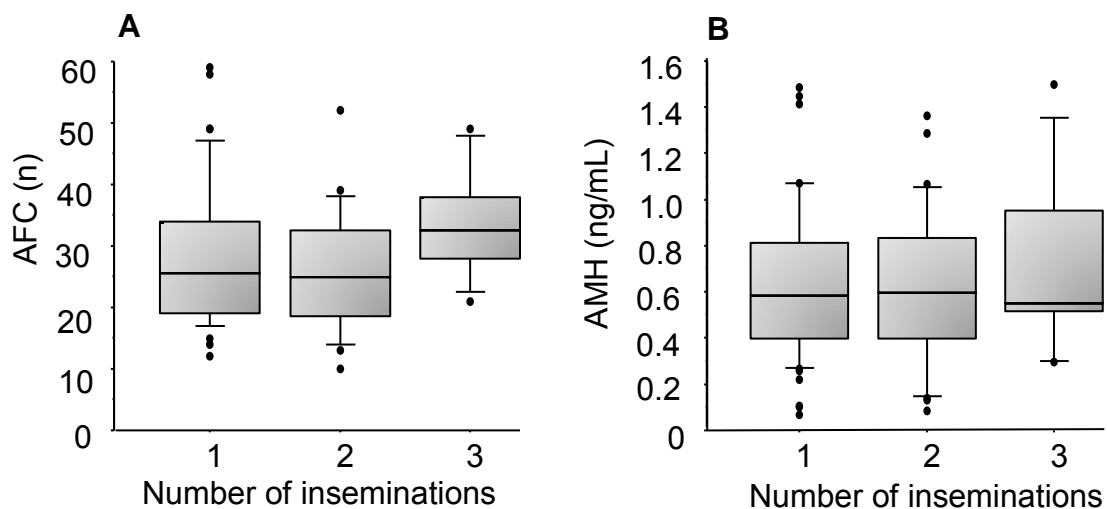 A
AFC (n)
60
50
40
30
20
10
0
1 2 3
Number of inseminations
B
AMH (ng/mL)
1.6
1.4
1.2
1.0
0.8
0.6
0.4
0.2
0
1 2 3
Number of inseminations